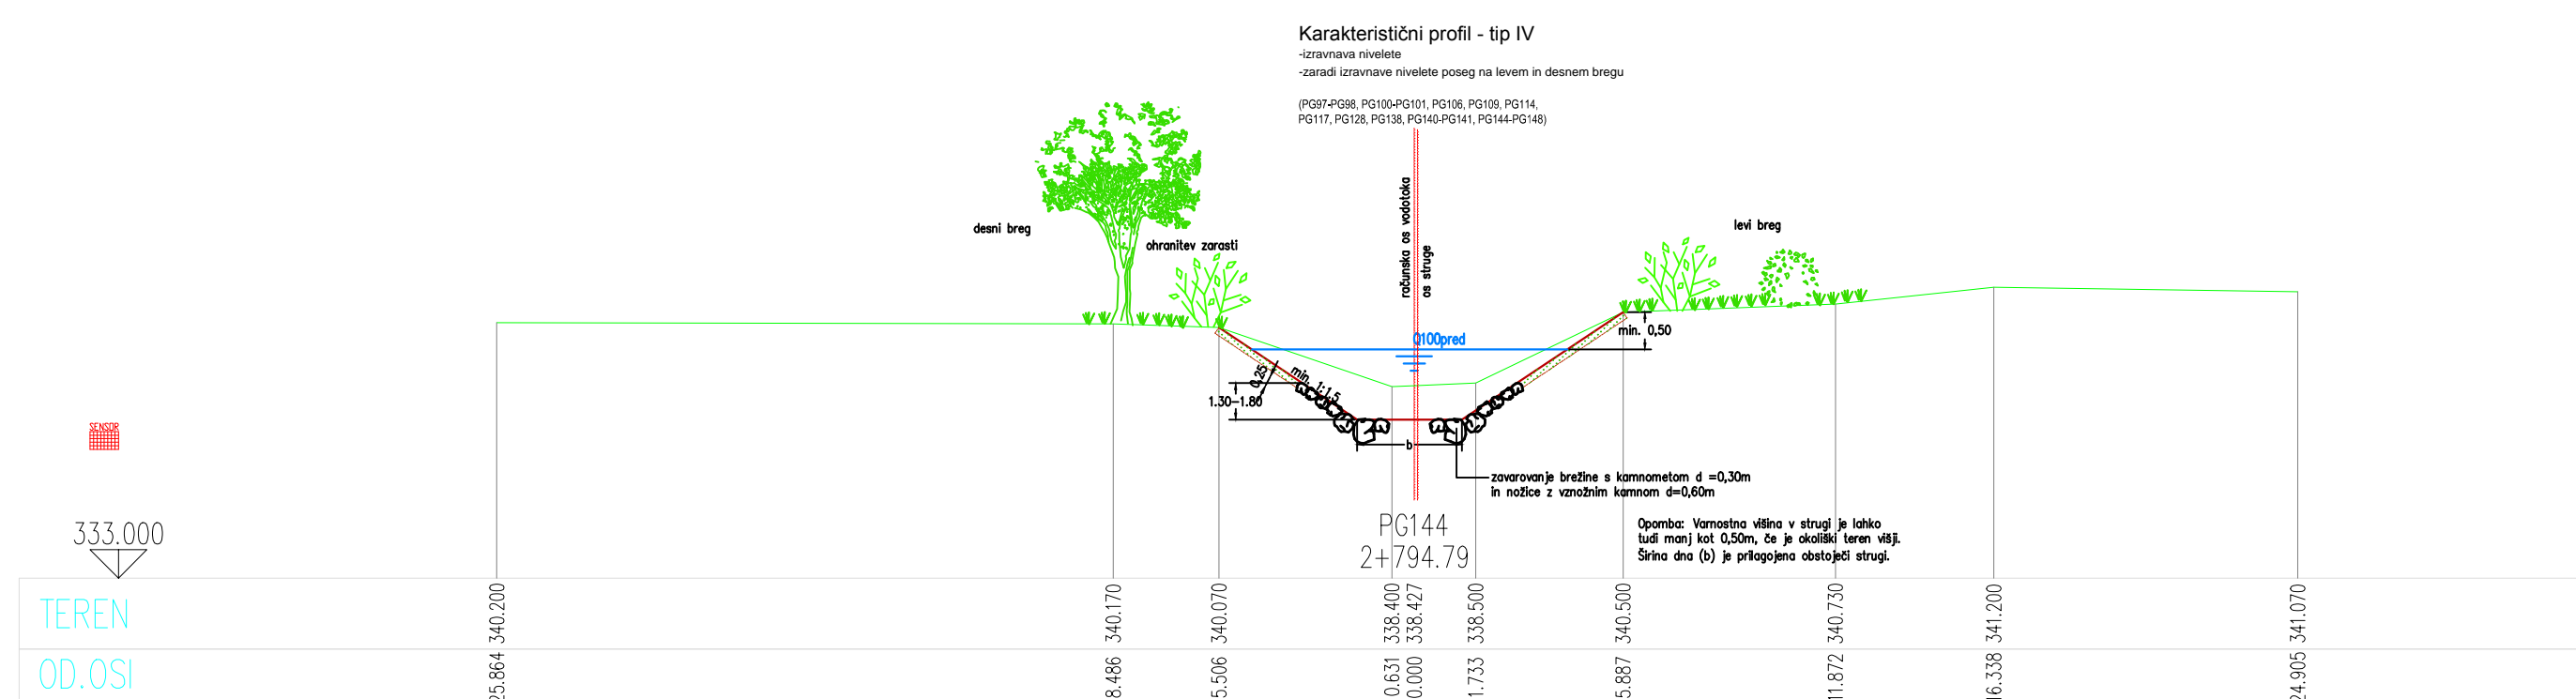 Karakteristični profil - tip IV
-izravnava nivelete
-zaradi izravnave nivelete poseg na levem in desnem bregu
(PG97-PG98, PG100-PG101, PG106, PG109, PG114,
PG117, PG128, PG138, PG140-PG141, PG144-PG148)
računska os vodotoka
os struge
desni breg
ohranitev zarasti
levi breg
Q100pred
min. 0,50
0,25
min. 1:1,5
1.30-1.80
b
SENSOR
zavarovanje brežine s kamnometom d =0,30m
in nožice z vznožnim kamnom d=0,60m
333.000
PG144
2+794.79
Opomba: Varnostna višina v strugi je lahko
tudi manj kot 0,50m, če je okoliški teren višji.
Širina dna (b) je prilagojena obstoječi strugi.
TEREN
340.200
340.170
340.070
338.400
338.427
338.500
340.500
340.730
341.200
341.070
OD.OSI
25.864
8.486
5.506
0.631
0.000
1.733
5.887
11.872
16.338
24.905